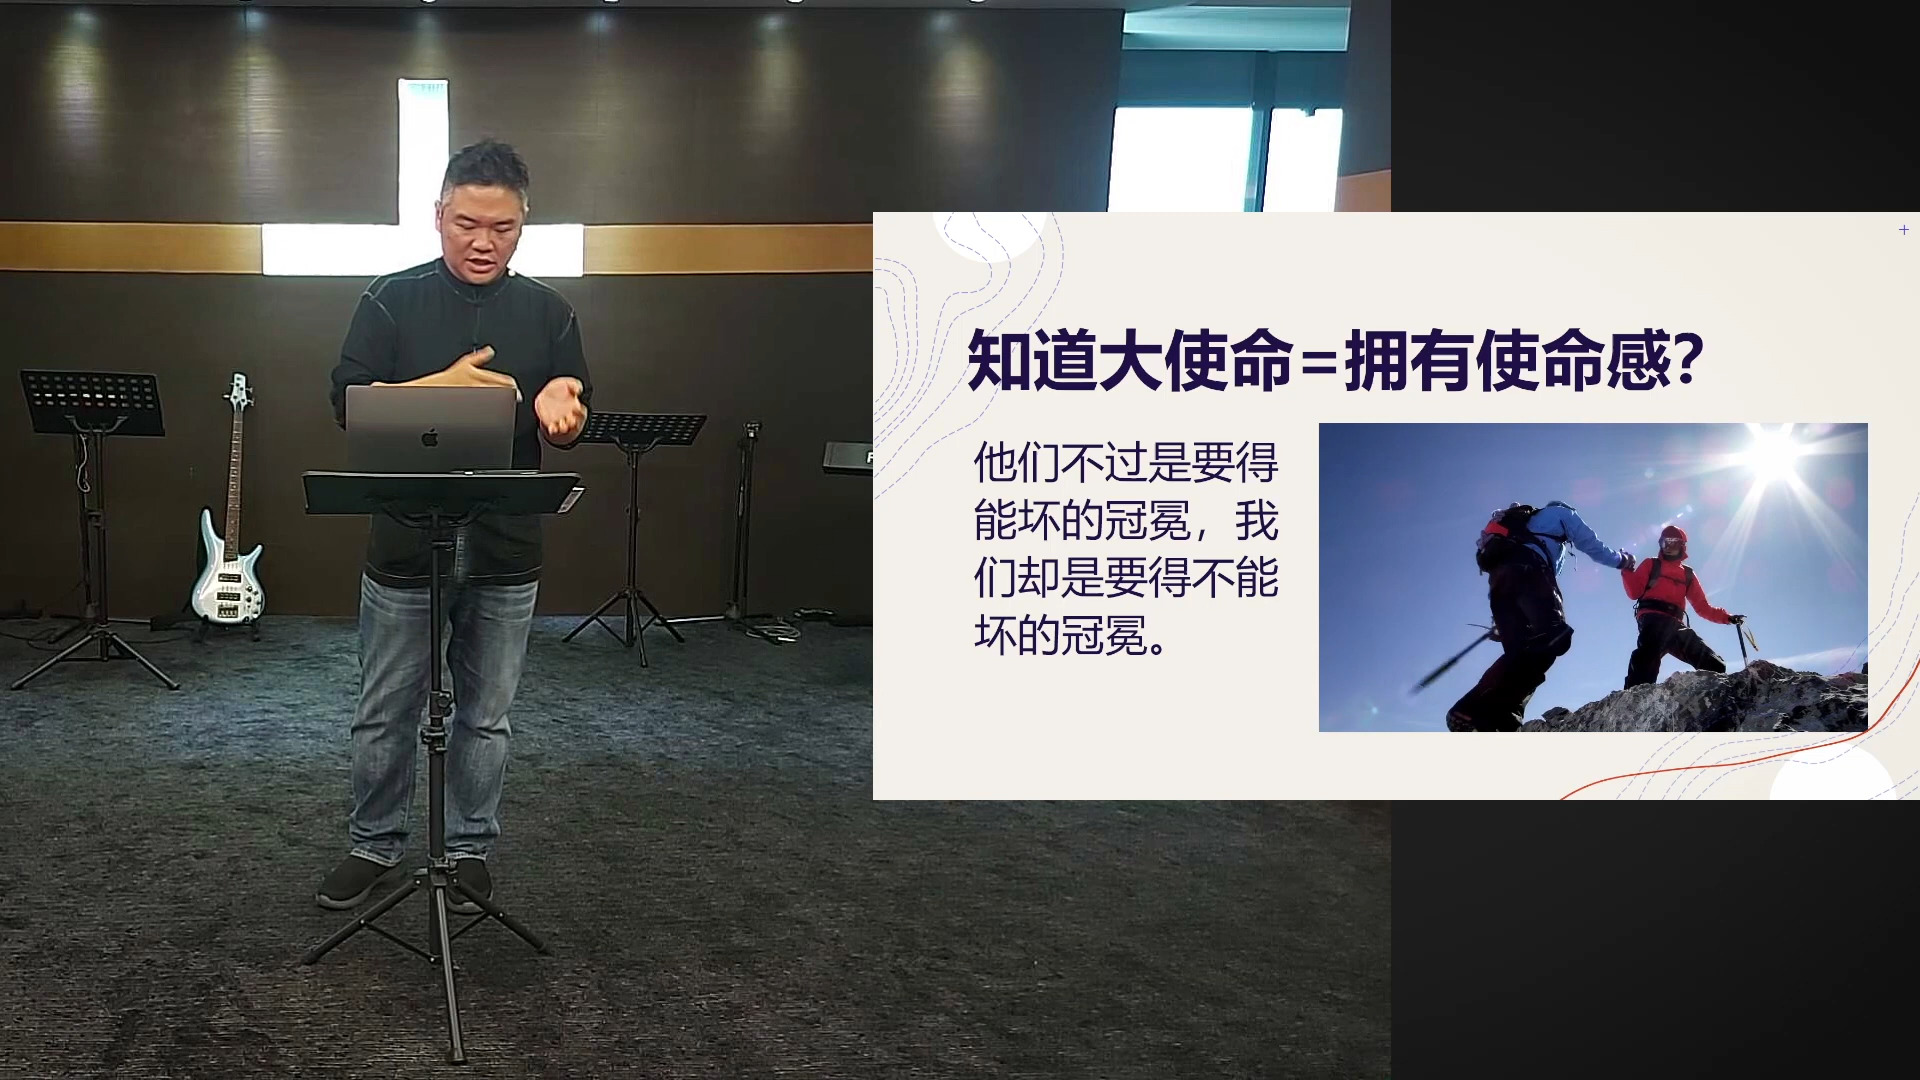 知道大使命=拥有使命感?
他们不过是要得
能坏的冠冕，我
们却是要得不能
坏的冠冕。